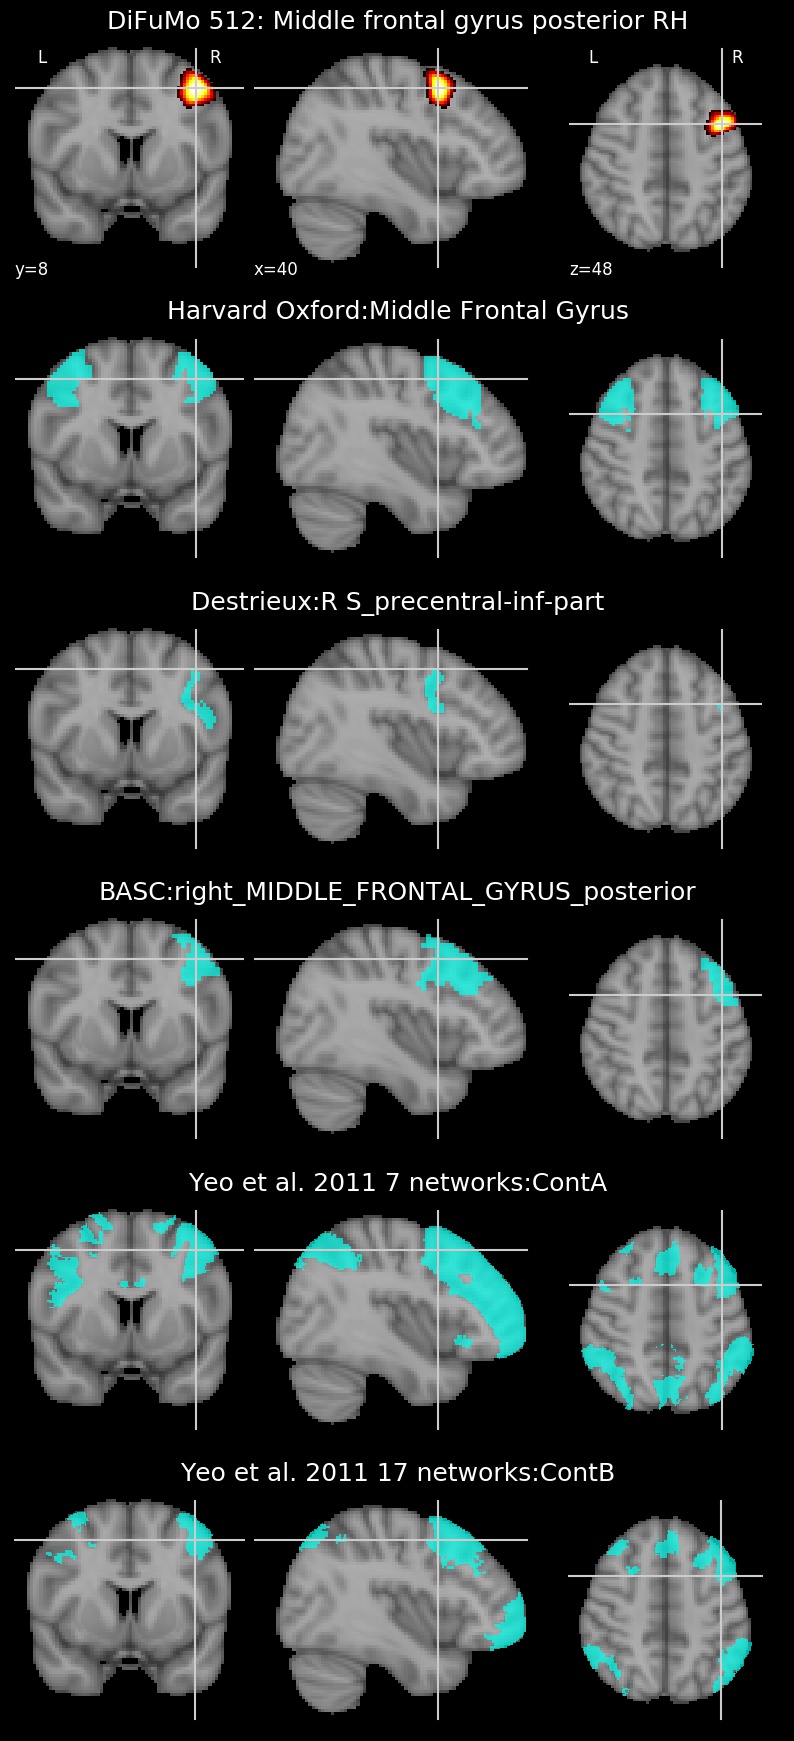 DiFuMo 512: Middle frontal gyrus posterior RH
L R L R
y=8 x=40 z=48
Harvard Oxford:Middle Frontal Gyrus
Destrieux:R S_precentral-inf-part
BASC:right_MIDDLE_FRONTAL_GYRUS_posterior
Yeo et al. 2011 7 networks:ContA
Yeo et al. 2011 17 networks:ContB